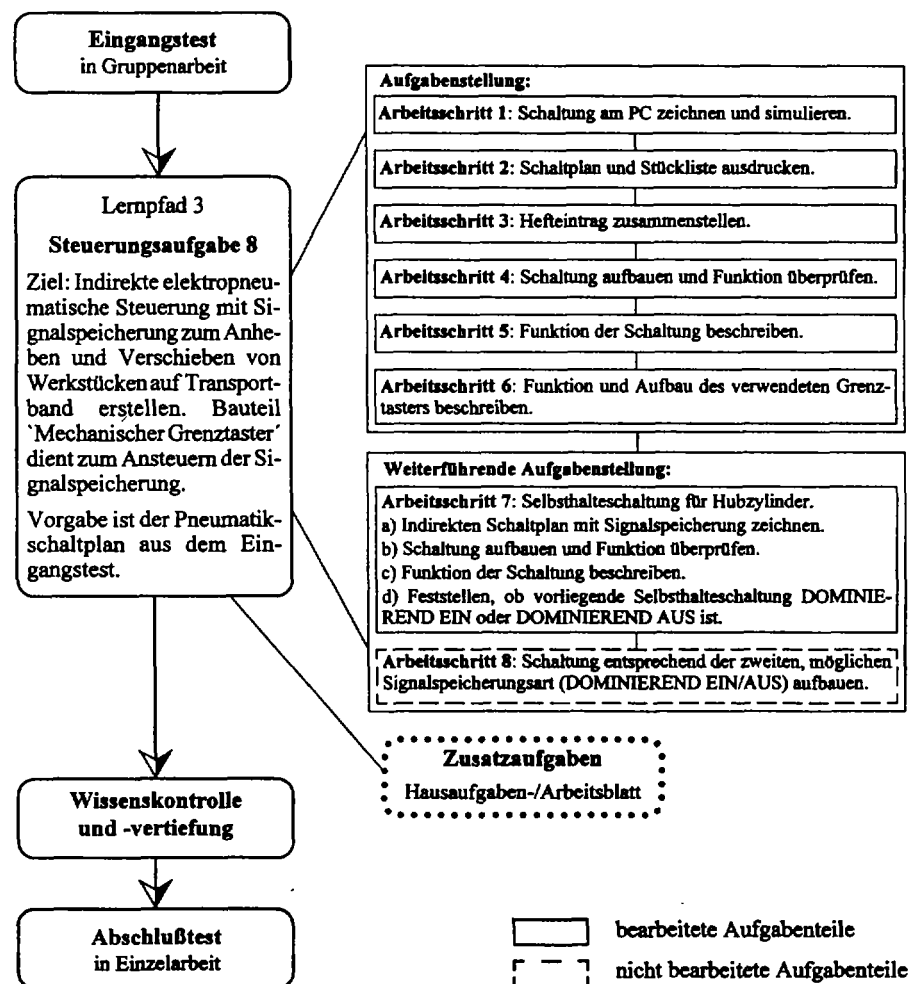 Eingangstest
in Gruppenarbeit
Lernpfad 3
Steuerungsaufgabe 8
Ziel: Indirekte elektropneu-
matische Steuerung mit Si-
gnalspeicherung zum Anhe-
ben und Verschieben von
Werkstücken auf Transport-
band erstellen. Bauteil
`Mechanischer Grenztaster´
dient zum Ansteuern der Si-
gnalspeicherung.
Vorgabe ist der Pneumatik-
schaltplan aus dem Ein-
gangstest.
Wissenskontrolle
und -vertiefung
Abschlußtest
in Einzelarbeit
Aufgabenstellung:
Arbeitsschritt 1: Schaltung am PC zeichnen und simulieren.
Arbeitsschritt 2: Schaltplan und Stückliste ausdrucken.
Arbeitsschritt 3: Hefteintrag zusammenstellen.
Arbeitsschritt 4: Schaltung aufbauen und Funktion überprüfen.
Arbeitsschritt 5: Funktion der Schaltung beschreiben.
Arbeitsschritt 6: Funktion und Aufbau des verwendeten Grenz-
tasters beschreiben.
Weiterführende Aufgabenstellung:
Arbeitsschritt 7: Selbsthalteschaltung für Hubzylinder.
a) Indirekten Schaltplan mit Signalspeicherung zeichnen.
b) Schaltung aufbauen und Funktion überprüfen.
c) Funktion der Schaltung beschreiben.
d) Feststellen, ob vorliegende Selbsthalteschaltung DOMINIE-
REND EIN oder DOMINIEREND AUS ist.
Arbeitsschritt 8: Schaltung entsprechend der zweiten, möglichen
Signalspeicherungsart (DOMINIEREND EIN/AUS) aufbauen.
Zusatzaufgaben
Hausaufgaben-/Arbeitsblatt
bearbeitete Aufgabenteile
nicht bearbeitete Aufgabenteile